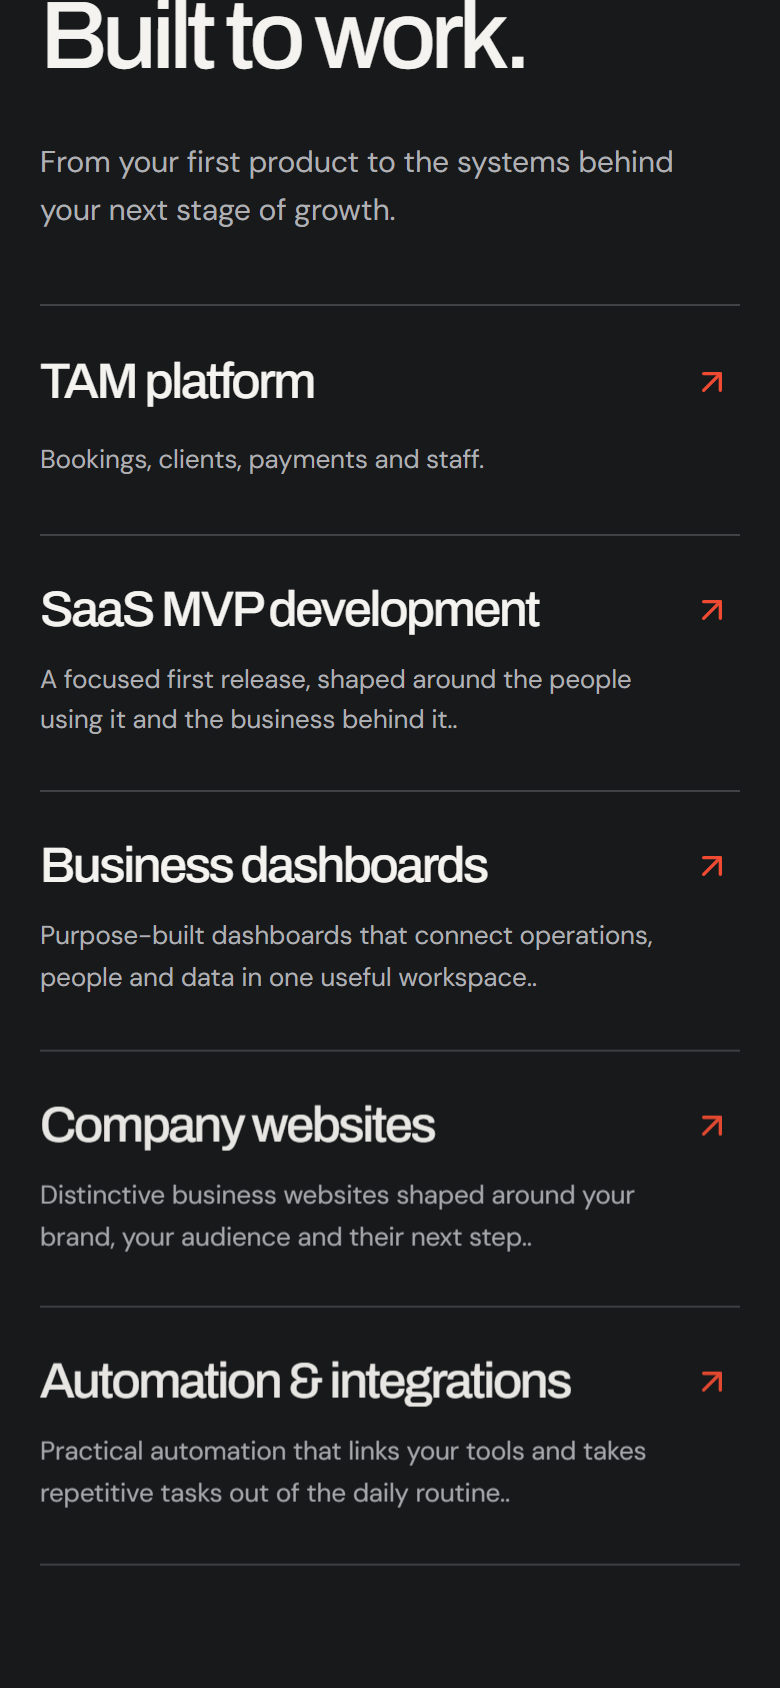 Built to work.
From your first product to the systems behind
your next stage of growth.
TAM platform
Bookings, clients, payments and staff.
SaaS MVP development
A focused first release, shaped around the people
using it and the business behind it..
Business dashboards
Purpose-built dashboards that connect operations,
people and data in one useful workspace..
Company websites
Distinctive business websites shaped around your
brand, your audience and their next step..
Automation & integrations
Practical automation that links your tools and takes
repetitive tasks out of the daily routine..